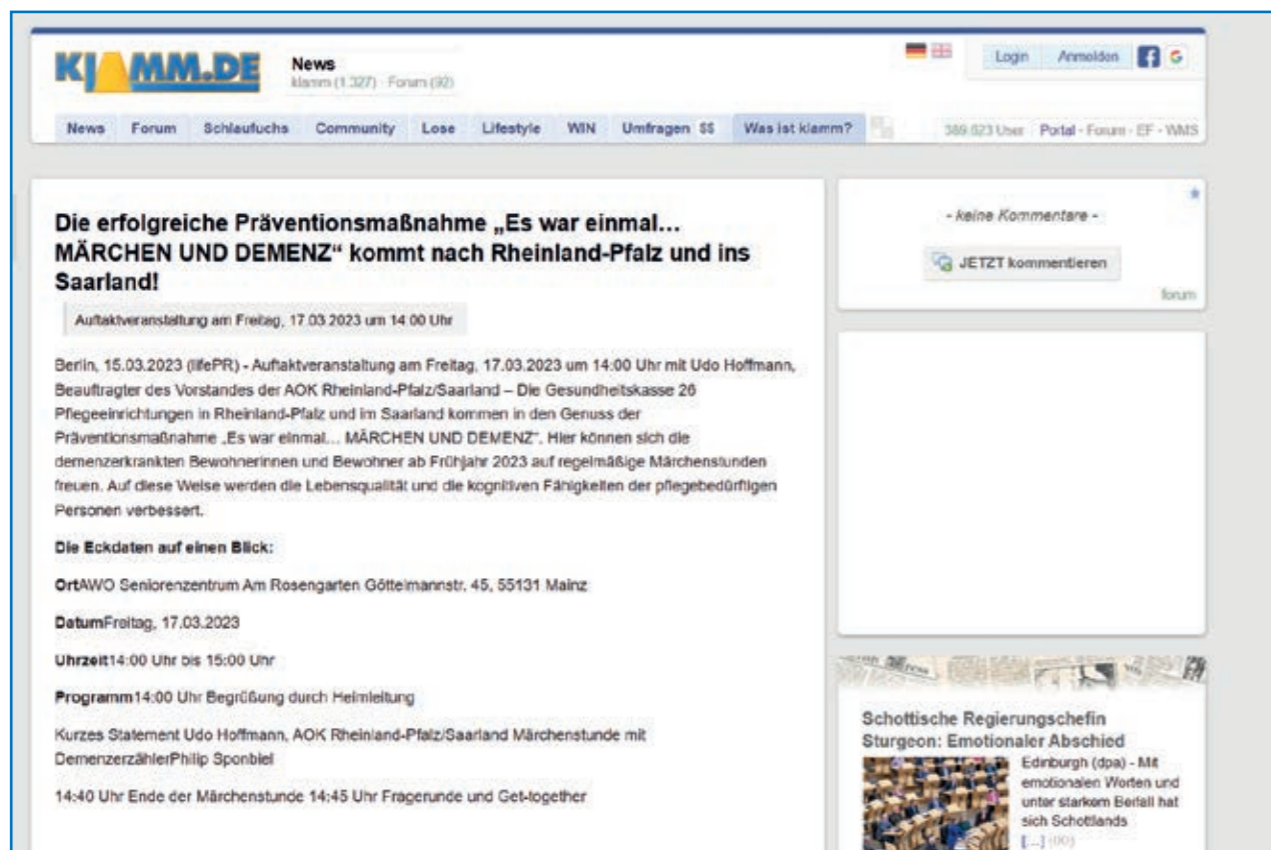 KLAMM.DE
News
klamm (1.327) · Forum (92)
Login Anmelden
News Forum Schlaufuchs Community Lose Lifestyle WIN Umfragen $$ Was ist klamm?
389.823 User Portal - Forum - EF - WMS
Die erfolgreiche Präventionsmaßnahme „Es war einmal…
MÄRCHEN UND DEMENZ“ kommt nach Rheinland-Pfalz und ins
Saarland!
Auftaktveranstaltung am Freitag, 17.03.2023 um 14:00 Uhr
Berlin, 15.03.2023 (lifePR) - Auftaktveranstaltung am Freitag, 17.03.2023 um 14:00 Uhr mit Udo Hoffmann,
Beauftragter des Vorstandes der AOK Rheinland-Pfalz/Saarland – Die Gesundheitskasse 26
Pflegeeinrichtungen in Rheinland-Pfalz und im Saarland kommen in den Genuss der
Präventionsmaßnahme „Es war einmal… MÄRCHEN UND DEMENZ“. Hier können sich die
demenzerkrankten Bewohnerinnen und Bewohner ab Frühjahr 2023 auf regelmäßige Märchenstunden
freuen. Auf diese Weise werden die Lebensqualität und die kognitiven Fähigkeiten der pflegebedürftigen
Personen verbessert.
Die Eckdaten auf einen Blick:
OrtAWO Seniorenzentrum Am Rosengarten Göttelmannstr. 45, 55131 Mainz
DatumFreitag, 17.03.2023
Uhrzeit14:00 Uhr bis 15:00 Uhr
Programm14:00 Uhr Begrüßung durch Heimleitung
Kurzes Statement Udo Hoffmann, AOK Rheinland-Pfalz/Saarland Märchenstunde mit
DemenzerzählerPhilip Sponbiel
14:40 Uhr Ende der Märchenstunde 14:45 Uhr Fragerunde und Get-together
- keine Kommentare -
JETZT kommentieren
forum
Schottische Regierungschefin
Sturgeon: Emotionaler Abschied
Edinburgh (dpa) - Mit
emotionalen Worten und
unter starkem Beifall hat
sich Schottlands
[…] (00)